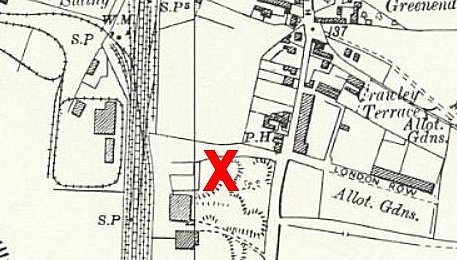 Siding
S.Ps
Greenend
W.M.
S.P
137
Crawley
Terrace
Allot.
Gdns.
P.H
X
LONDON ROW
Allot. Gdns.
S.P